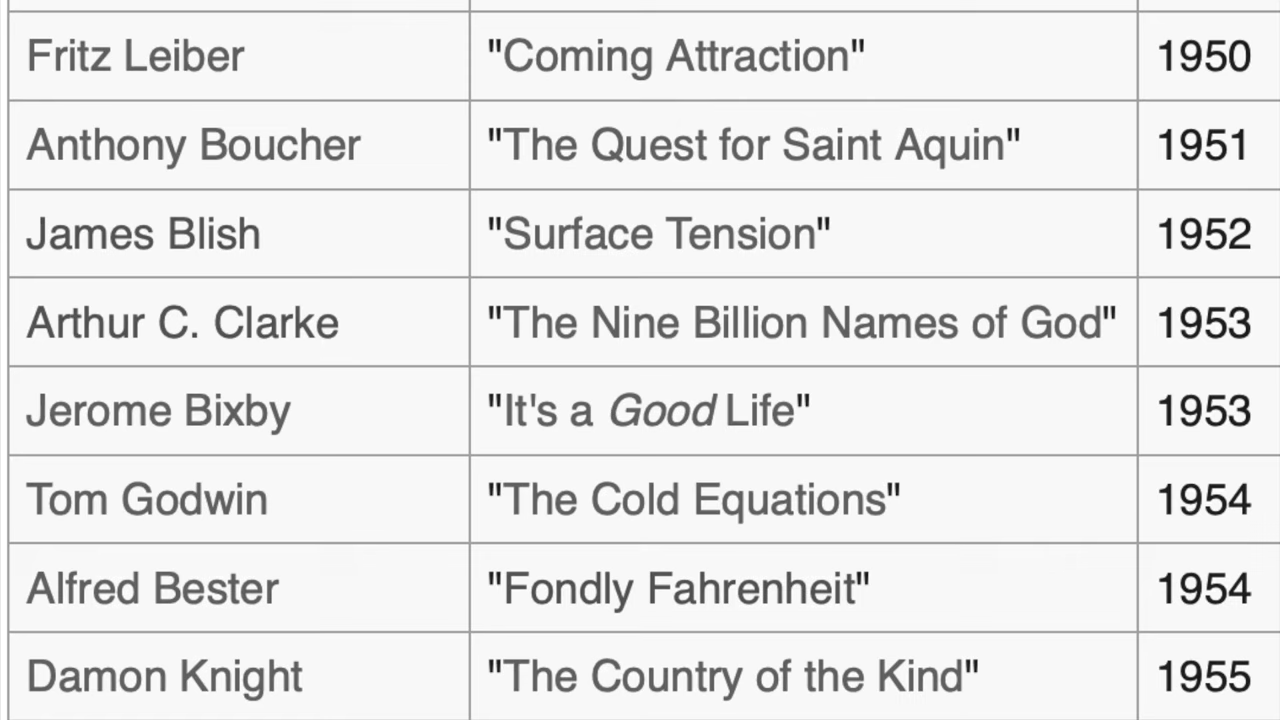 Fritz Leiber "Coming Attraction" 1950
Anthony Boucher "The Quest for Saint Aquin" 1951
James Blish "Surface Tension" 1952
Arthur C. Clarke "The Nine Billion Names of God" 1953
Jerome Bixby "It's a Good Life" 1953
Tom Godwin "The Cold Equations" 1954
Alfred Bester "Fondly Fahrenheit" 1954
Damon Knight "The Country of the Kind" 1955